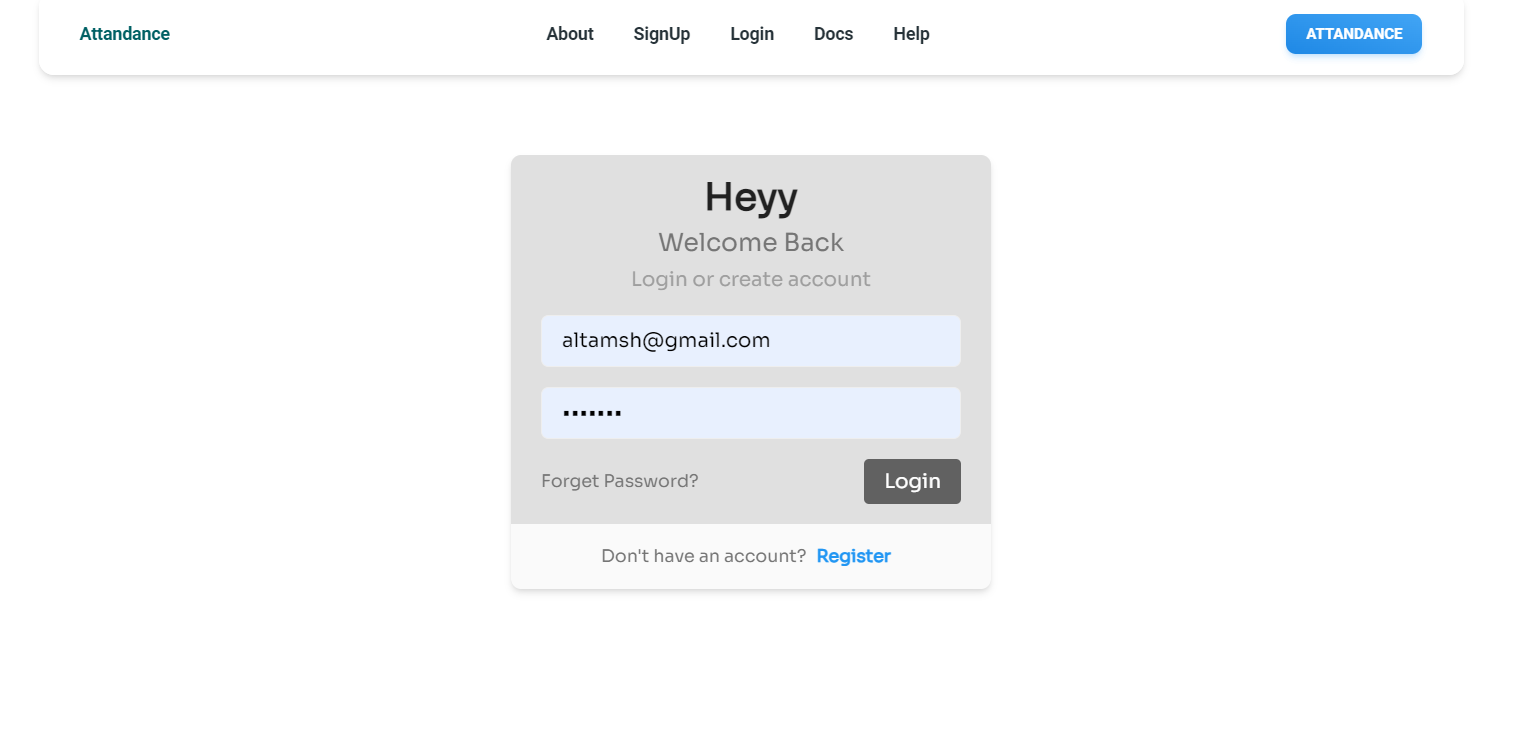 Attandance About SignUp Login Docs Help ATTANDANCE
Heyy
Welcome Back
Login or create account
altamsh@gmail.com
•••••••
Forget Password? Login
Don't have an account? Register